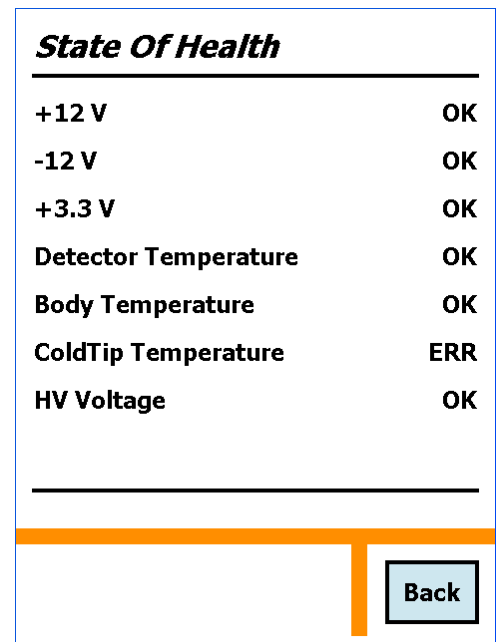 State Of Health
+12 V OK
-12 V OK
+3.3 V OK
Detector Temperature OK
Body Temperature OK
ColdTip Temperature ERR
HV Voltage OK
Back